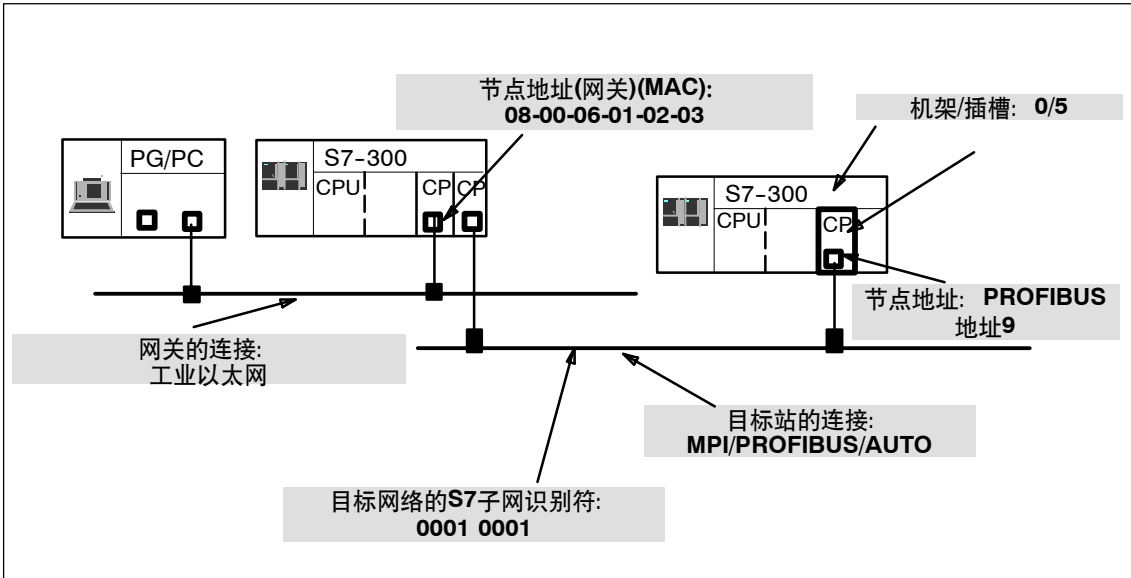 节点地址(网关)(MAC):
08-00-06-01-02-03
机架/插槽: 0/5
PG/PC
S7-300
CPU
CP
CP
S7-300
CPU
CP
节点地址: PROFIBUS
地址9
网关的连接:
工业以太网
目标站的连接:
MPI/PROFIBUS/AUTO
目标网络的S7子网识别符:
0001 0001